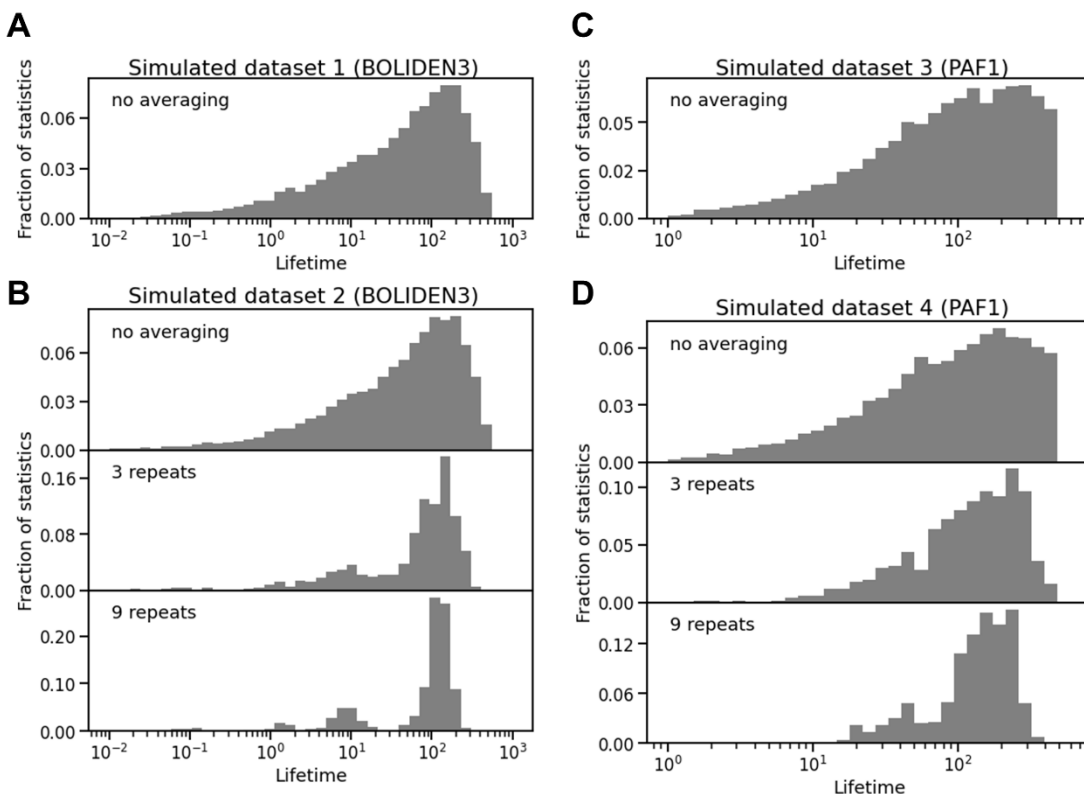 A
Simulated dataset 1 (BOLIDEN3)
no averaging
Fraction of statistics
0.06
0.03
0.00
10⁻² 10⁻¹ 10⁰ 10¹ 10² 10³
Lifetime
B
Simulated dataset 2 (BOLIDEN3)
no averaging
0.06
0.03
0.00
3 repeats
Fraction of statistics
0.16
0.08
0.00
9 repeats
0.20
0.10
0.00
10⁻² 10⁻¹ 10⁰ 10¹ 10² 10³
Lifetime
C
Simulated dataset 3 (PAF1)
no averaging
Fraction of statistics
0.05
0.02
0.00
10⁰ 10¹ 10²
Lifetime
D
Simulated dataset 4 (PAF1)
no averaging
0.06
0.03
0.00
3 repeats
Fraction of statistics
0.10
0.05
0.00
9 repeats
0.12
0.06
0.00
10⁰ 10¹ 10²
Lifetime